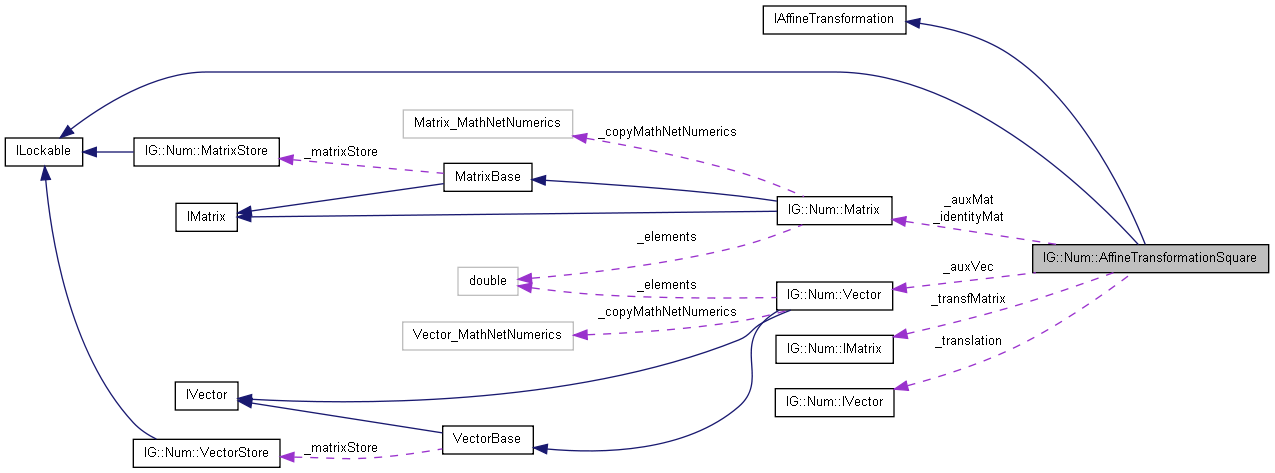 IAffineTransformation
Matrix_MathNetNumerics
_copyMathNetNumerics
ILockable
IG::Num::MatrixStore
_matrixStore
MatrixBase
IMatrix
IG::Num::Matrix
_auxMat
_identityMat
_elements
IG::Num::AffineTransformationSquare
double
_auxVec
_elements
IG::Num::Vector
_transfMatrix
_copyMathNetNumerics
Vector_MathNetNumerics
_translation
IG::Num::IMatrix
IVector
IG::Num::IVector
VectorBase
_matrixStore
IG::Num::VectorStore